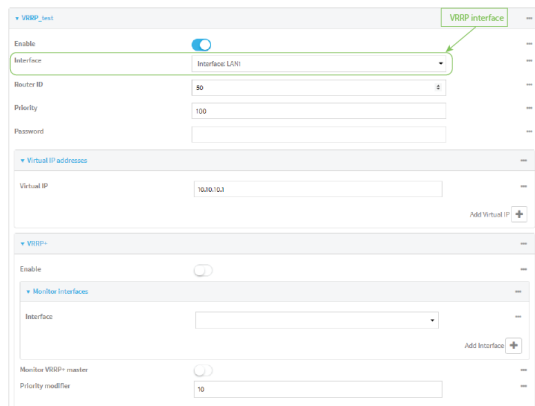 ▾ VRRP_test
VRRP interface
Enable
Interface
Interface: LAN1
Router ID
50
Priority
100
Password
▾ Virtual IP addresses
Virtual IP
10.10.10.1
Add Virtual IP
▾ VRRP+
Enable
▾ Monitor Interfaces
Interface
Add Interface
Monitor VRRP+ master
Priority modifier
10